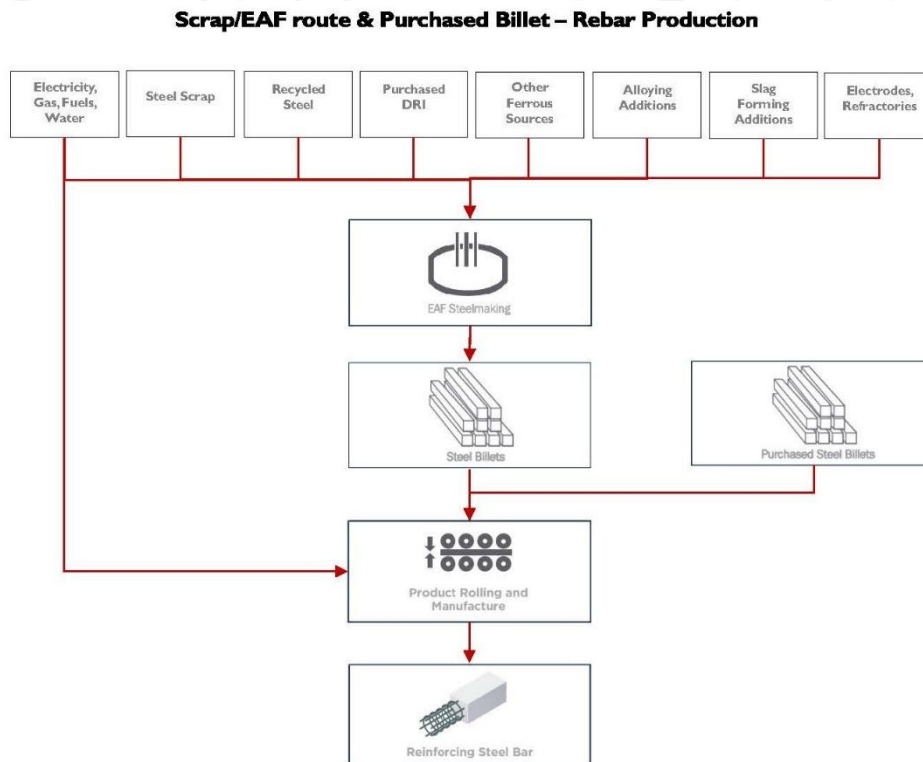 Scrap/EAF route & Purchased Billet – Rebar Production
Electricity,
Gas, Fuels,
Water
Steel Scrap
Recycled
Steel
Purchased
DRI
Other
Ferrous
Sources
Alloying
Additions
Slag
Forming
Additions
Electrodes,
Refractories
EAF Steelmaking
Steel Billets
Purchased Steel Billets
Product Rolling and
Manufacture
Reinforcing Steel Bar